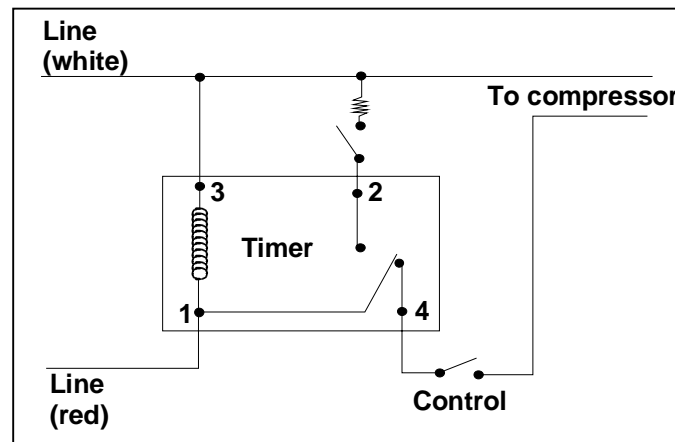 Line
(white)
To compressor
3
2
Timer
1
4
Line
(red)
Control